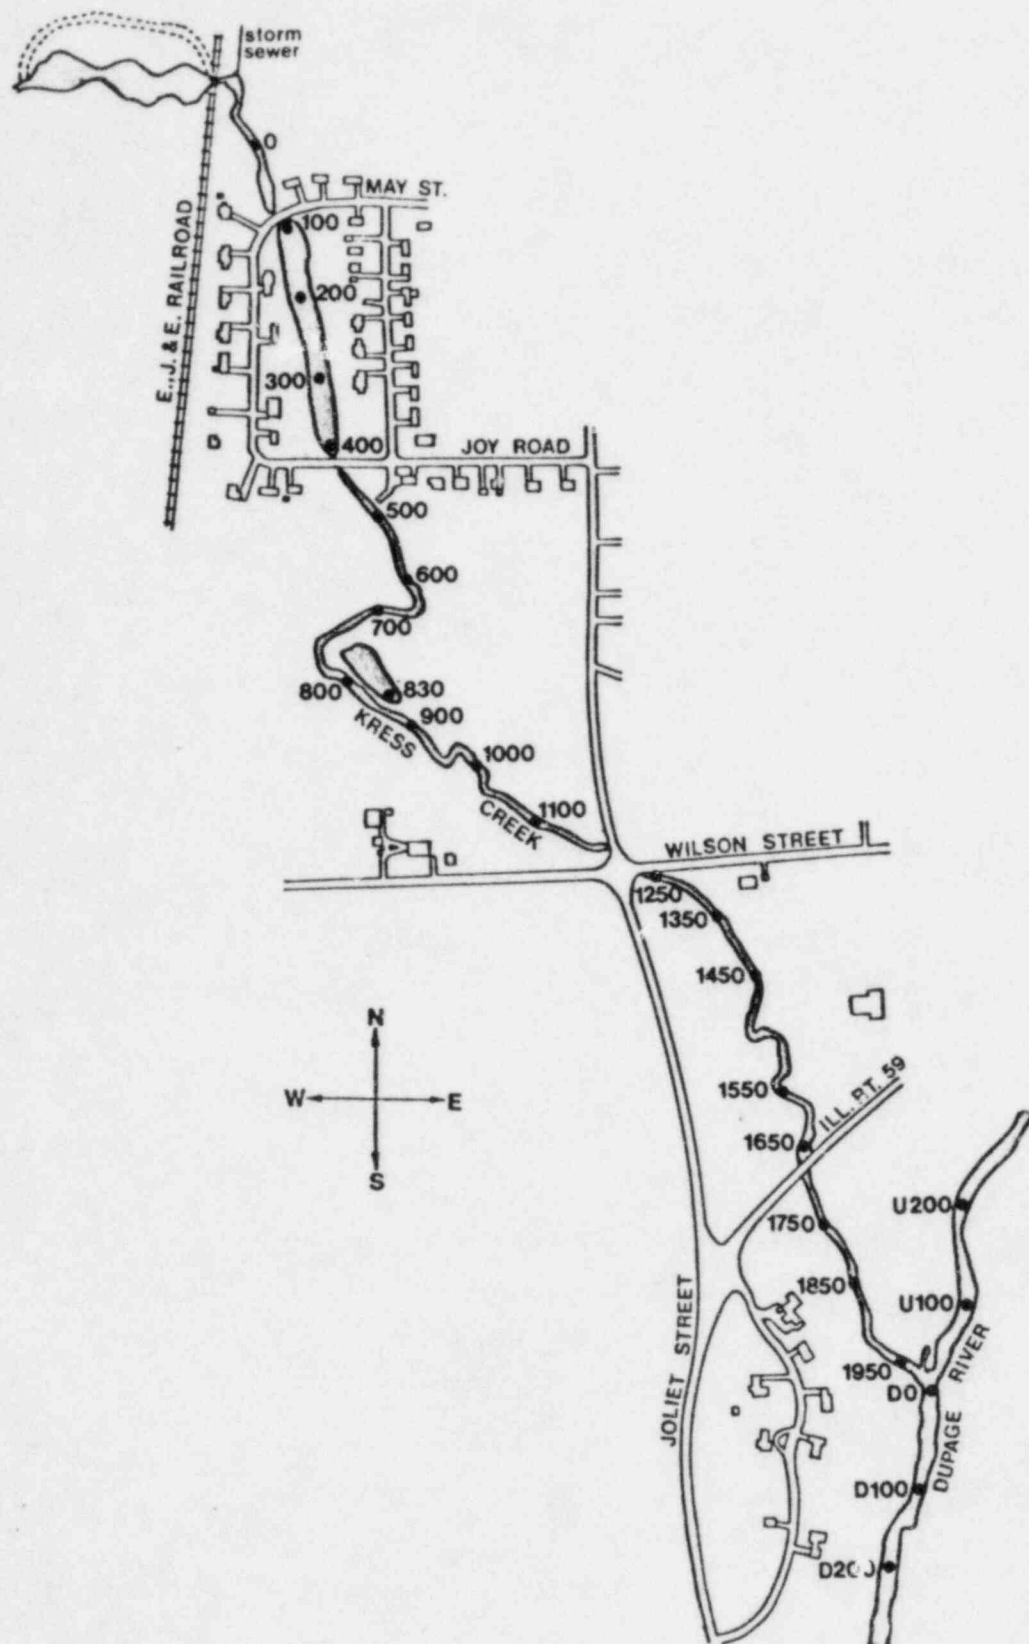 storm
sewer
0
MAY ST.
100
E.J. & E. RAILROAD
200
300
400
JOY ROAD
500
600
700
800
830
KRESS
900
1000
CREEK
1100
WILSON STREET
1250
1350
1450
N
W
E
S
1550
ILL. RT. 59
1650
U200
1750
1850
U100
JOLIET STREET
1950
D0
DUPAGE RIVER
D100